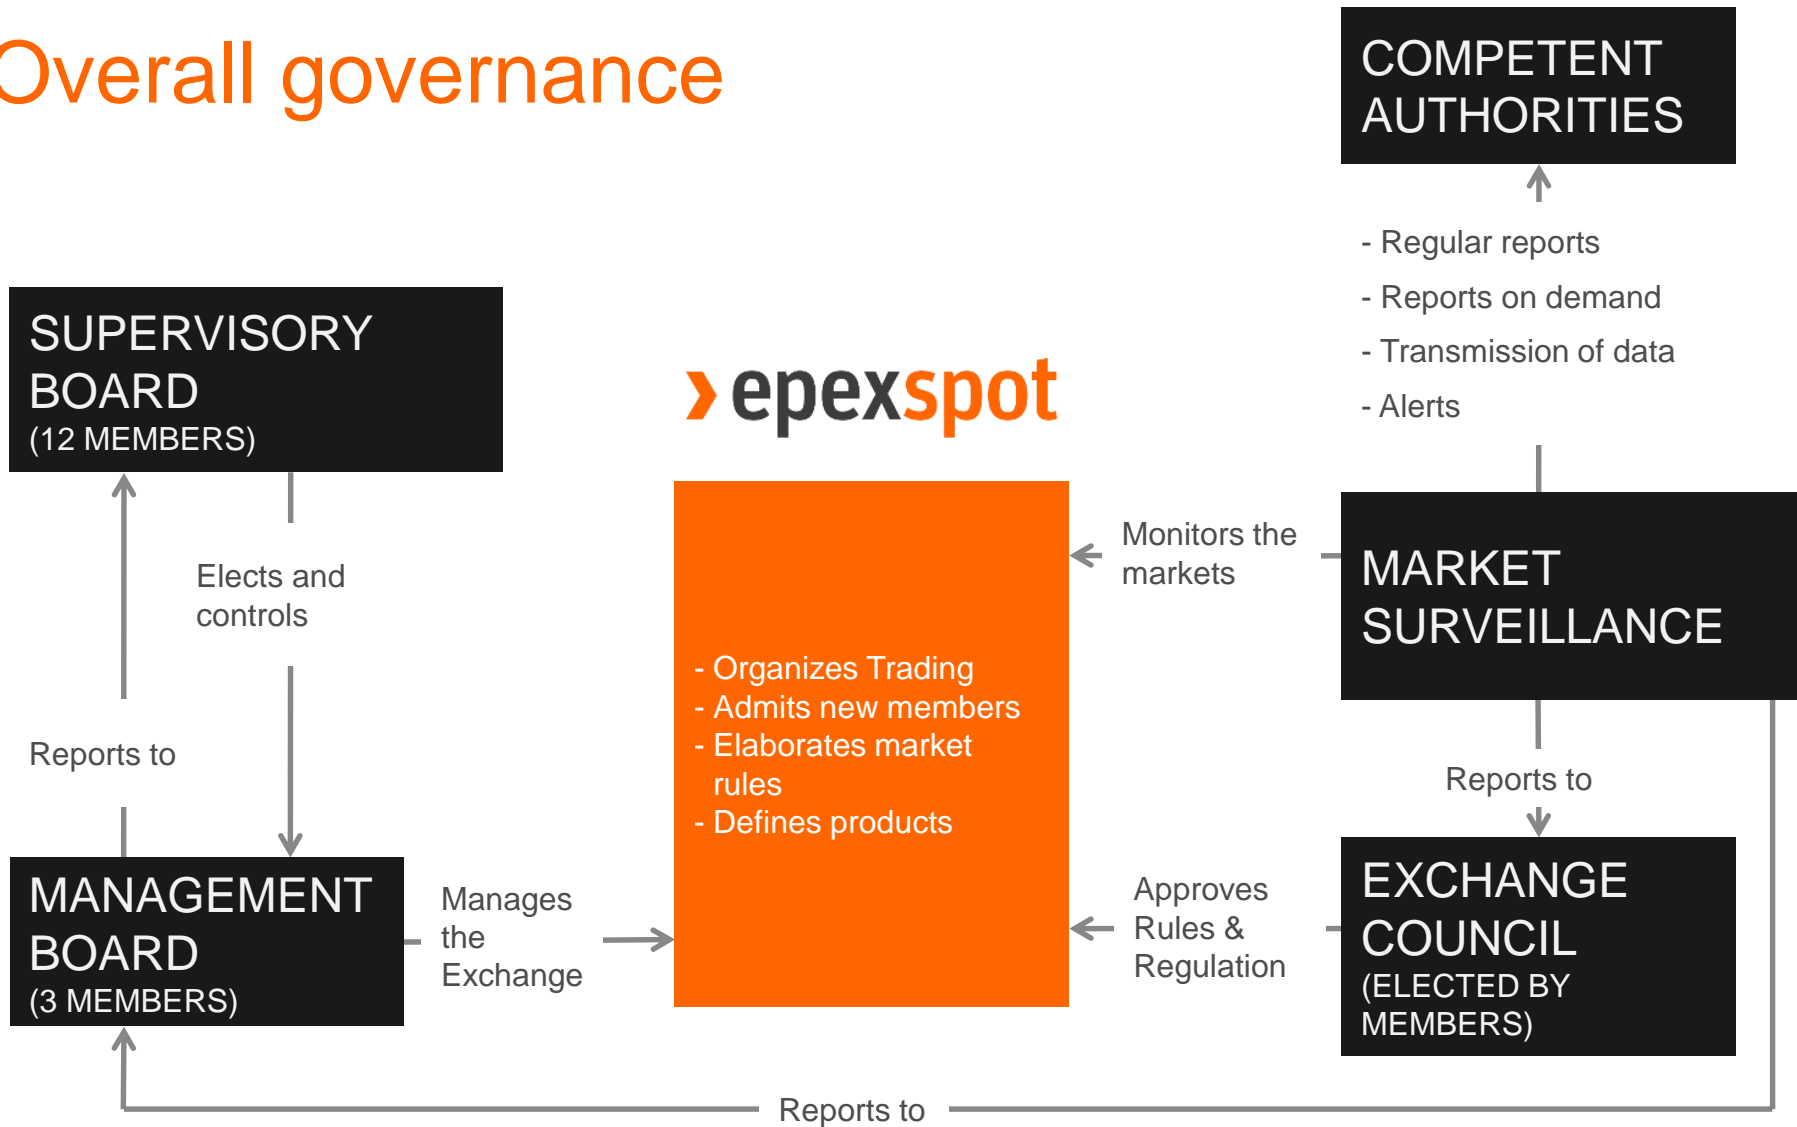 Overall governance
COMPETENT
AUTHORITIES
- Regular reports
- Reports on demand
- Transmission of data
- Alerts
SUPERVISORY
BOARD
(12 MEMBERS)
epexspot
Elects and
controls
Reports to
- Organizes Trading
- Admits new members
- Elaborates market
rules
- Defines products
Monitors the
markets
MARKET
SURVEILLANCE
Reports to
MANAGEMENT
BOARD
(3 MEMBERS)
Manages
the
Exchange
Approves
Rules &
Regulation
EXCHANGE
COUNCIL
(ELECTED BY
MEMBERS)
Reports to